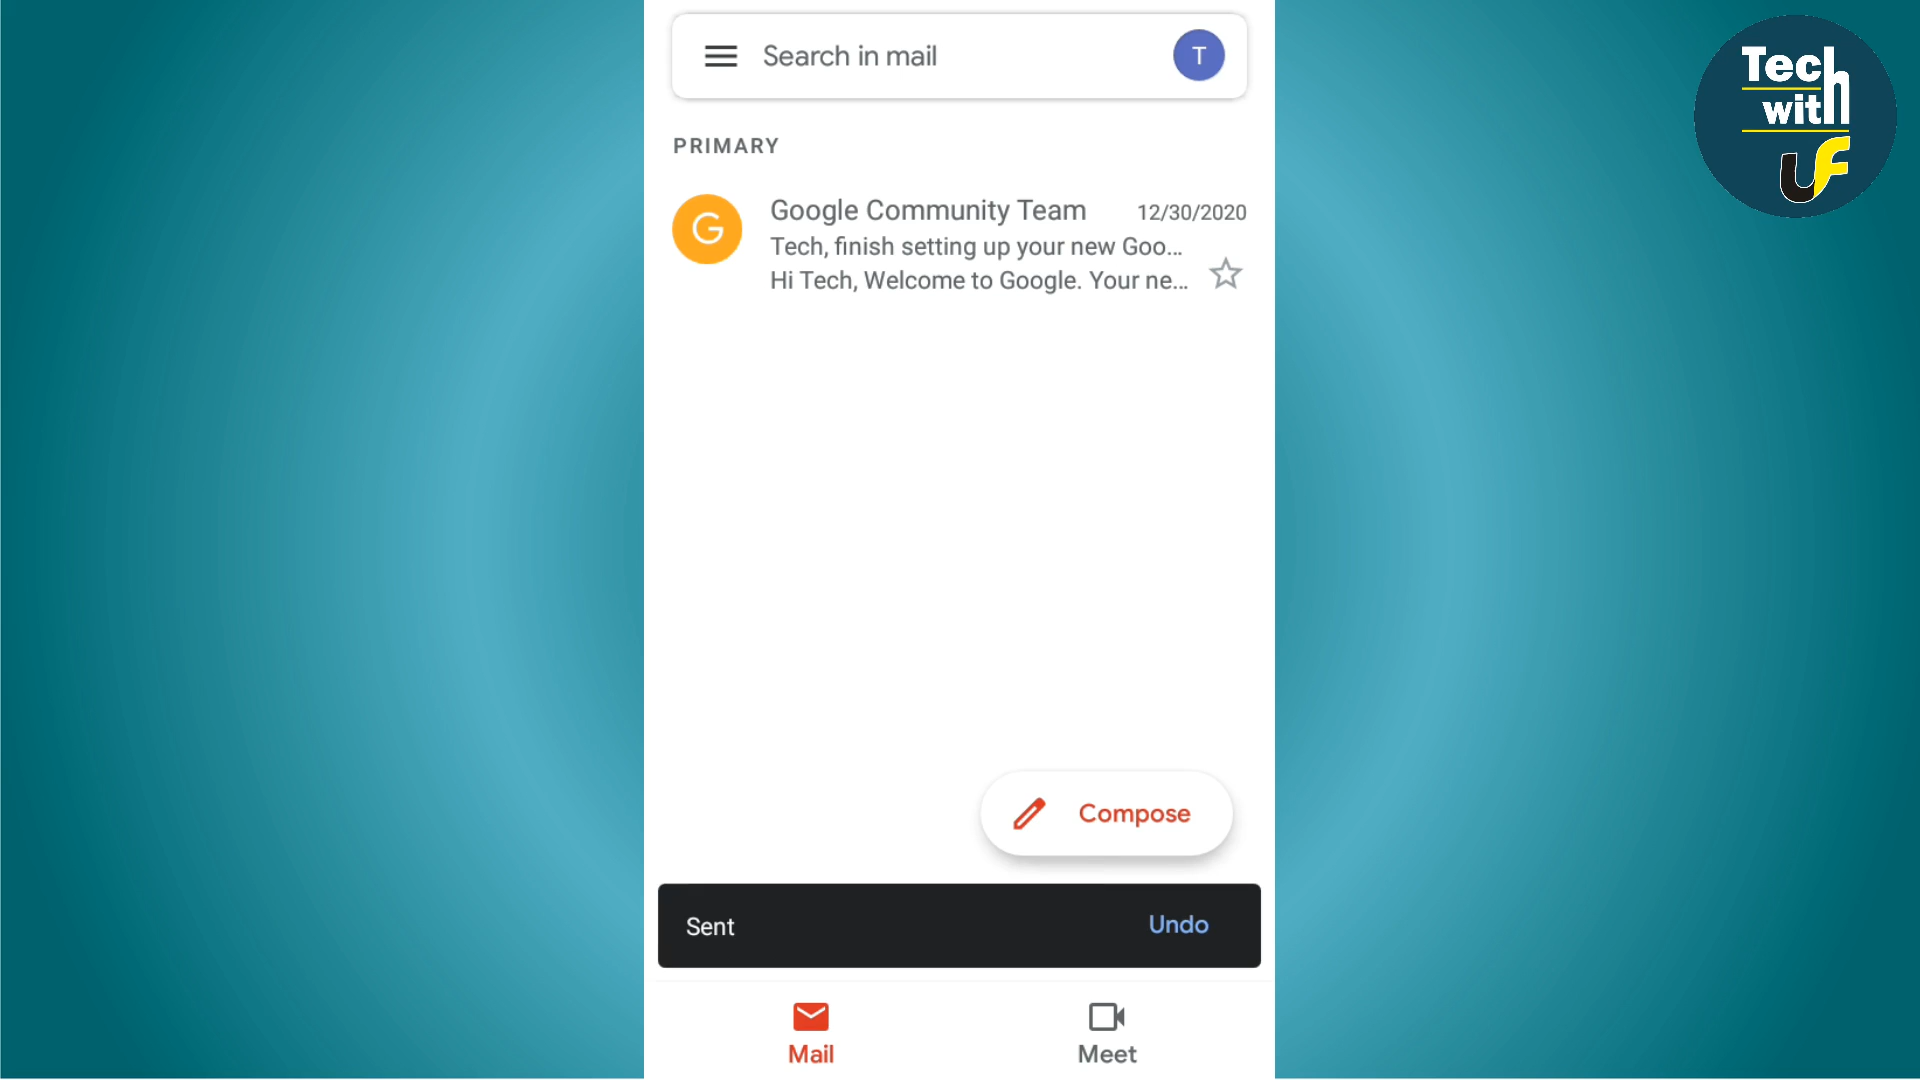 Search in mail
T
Tech
with
UF
PRIMARY
G
Google Community Team 12/30/2020
Tech, finish setting up your new Goo...
Hi Tech, Welcome to Google. Your ne...
Compose
Sent Undo
Mail Meet